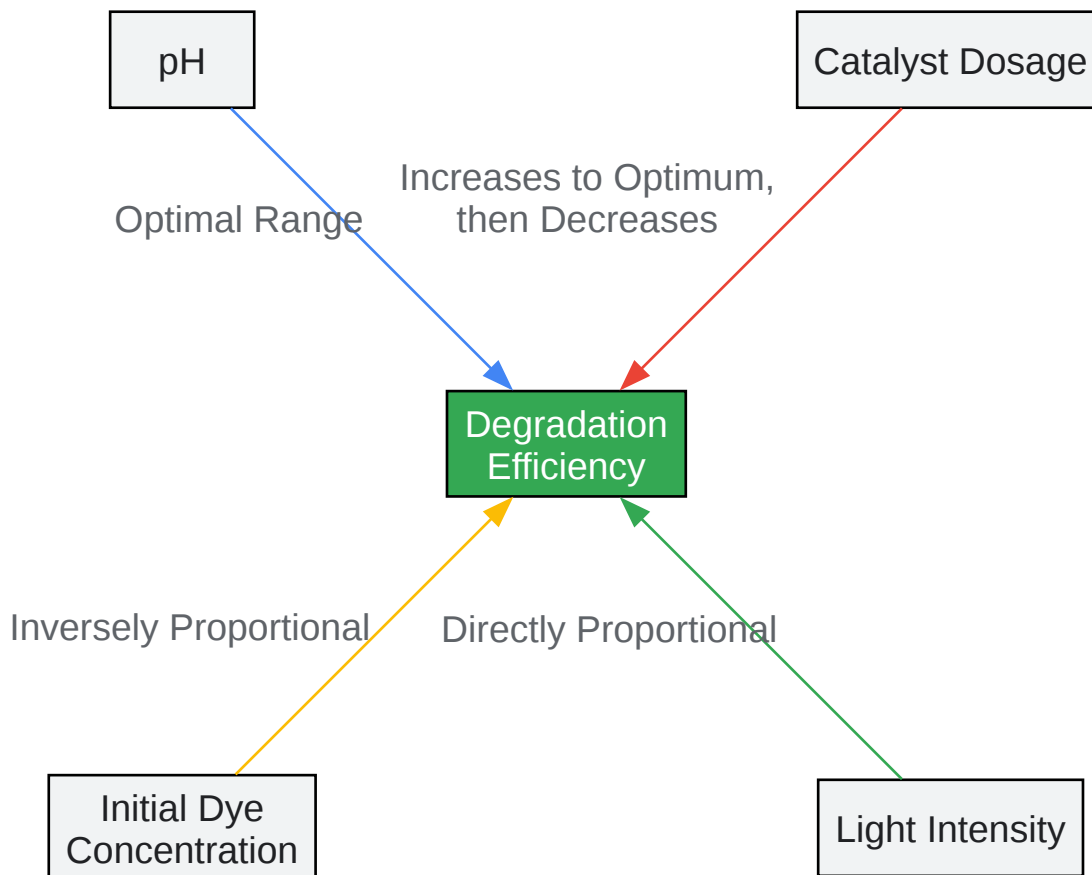 pH
Catalyst Dosage
Increases to Optimum,
then Decreases
Optimal Range
Degradation
Efficiency
Inversely Proportional
Directly Proportional
Initial Dye
Concentration
Light Intensity